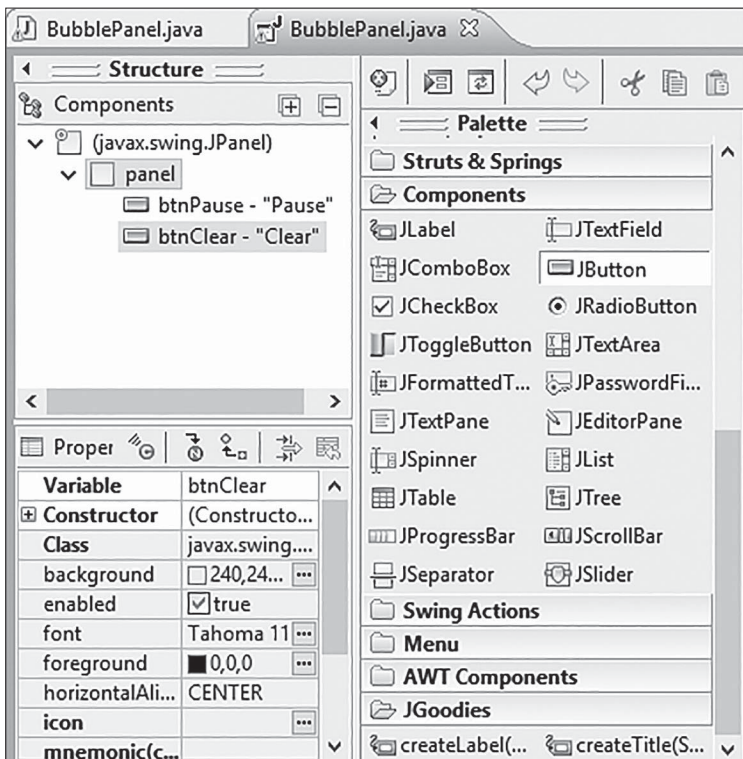 BubblePanel.java
BubblePanel.java
Structure
Components
(javax.swing.JPanel)
panel
btnPause - "Pause"
btnClear - "Clear"
Proper
Variable btnClear
Constructor (Constructo...
Class javax.swing....
background 240,24... ...
enabled true
font Tahoma 11 ...
foreground 0,0,0 ...
horizontalAli... CENTER
icon ...
mnemonic(c...
Palette
Struts & Springs
Components
JLabel JTextField
JComboBox JButton
JCheckBox JRadioButton
JToggleButton JTextArea
JFormattedT... JPasswordFi...
JTextPane JEditorPane
JSpinner JList
JTable JTree
JProgressBar JScrollBar
JSeparator JSlider
Swing Actions
Menu
AWT Components
JGoodies
createLabel(... createTitle(S...